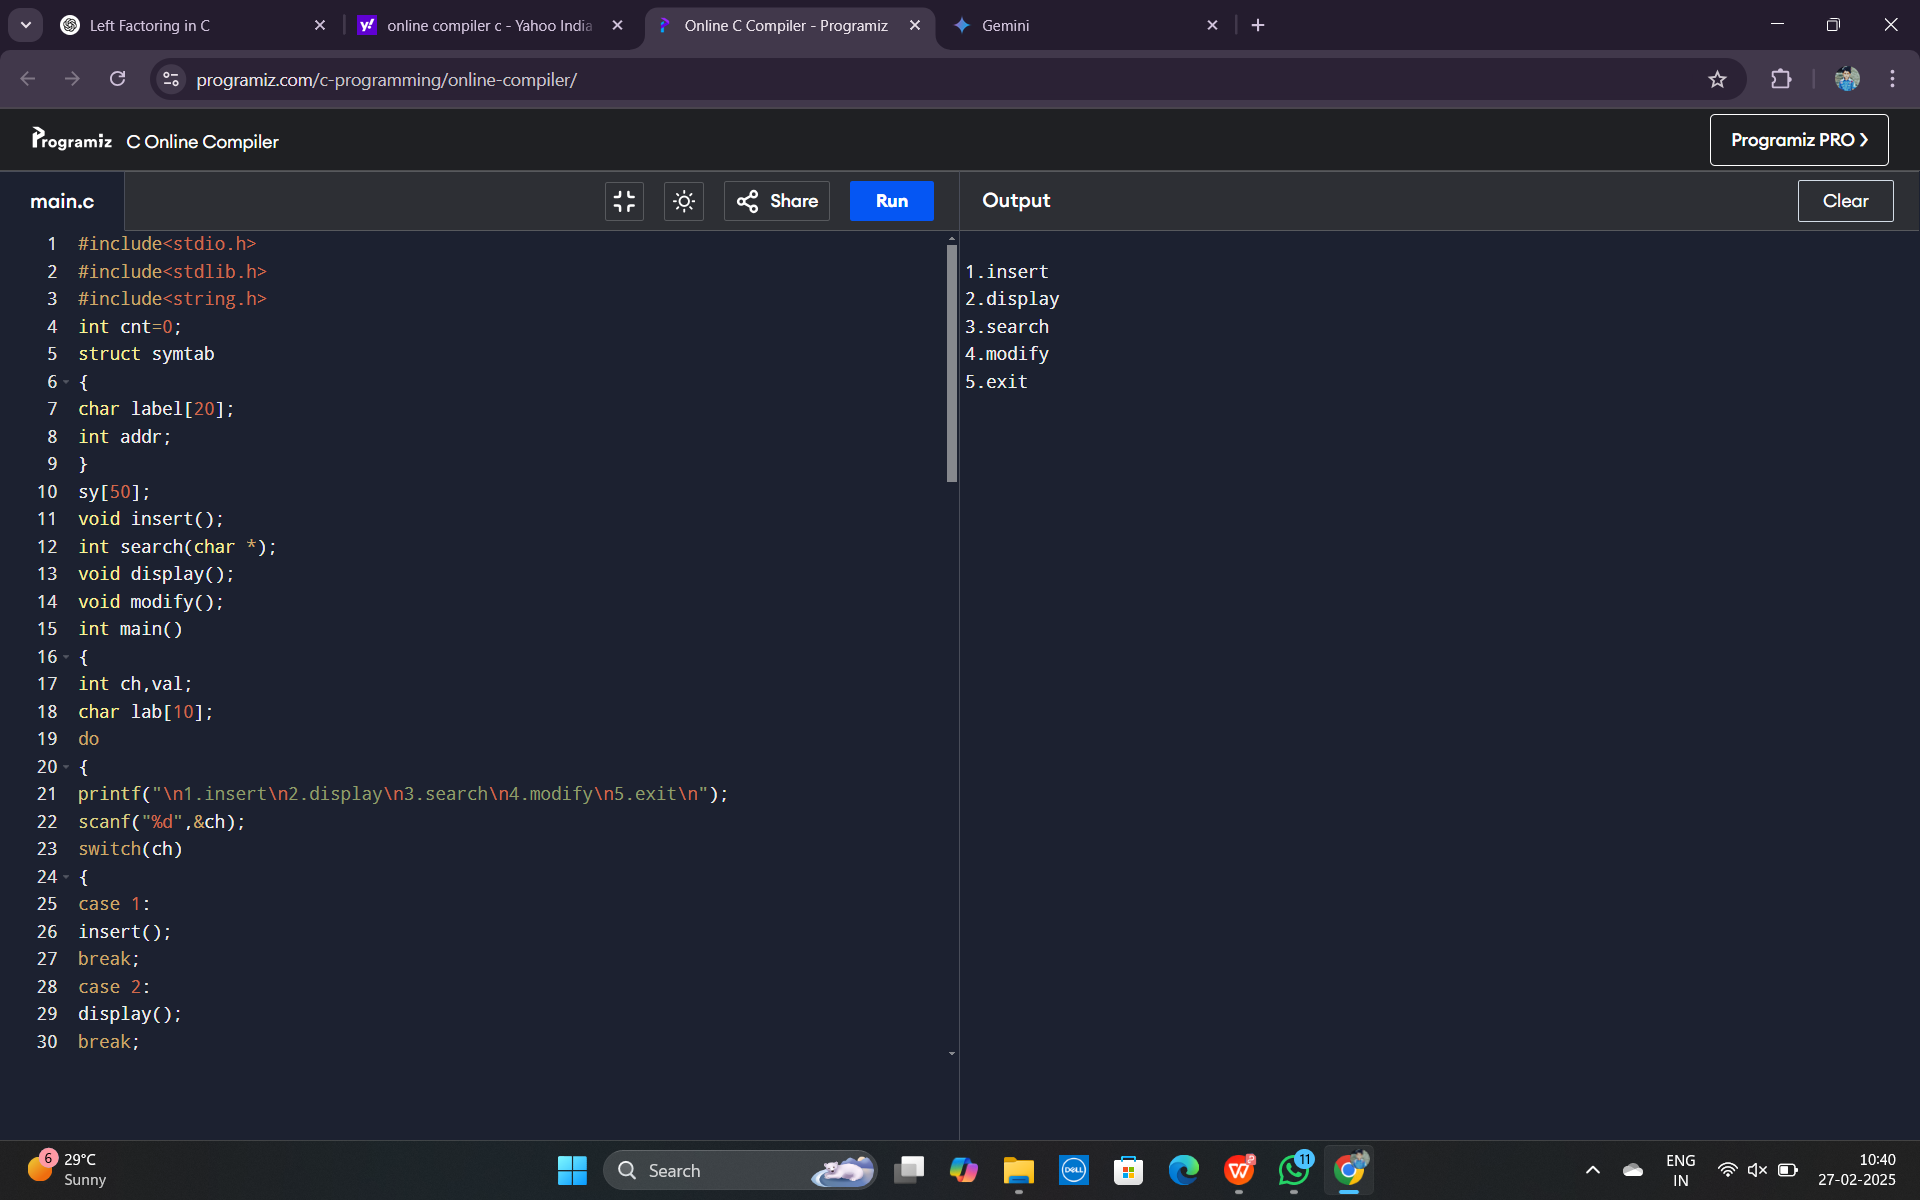 Left Factoring in C
online compiler c - Yahoo India
Online C Compiler - Programiz
Gemini
programiz.com/c-programming/online-compiler/
Programiz C Online Compiler
Programiz PRO
main.c
Share
Run
Output
Clear
1 #include<stdio.h>
2 #include<stdlib.h>
3 #include<string.h>
4 int cnt=0;
5 struct symtab
6 {
7 char label[20];
8 int addr;
9 }
10 sy[50];
11 void insert();
12 int search(char *);
13 void display();
14 void modify();
15 int main()
16 {
17 int ch,val;
18 char lab[10];
19 do
20 {
21 printf("\n1.insert\n2.display\n3.search\n4.modify\n5.exit\n");
22 scanf("%d",&ch);
23 switch(ch)
24 {
25 case 1:
26 insert();
27 break;
28 case 2:
29 display();
30 break;
1.insert
2.display
3.search
4.modify
5.exit
6
29°C
Sunny
Search
DELL
11
ENG
IN
10:40
27-02-2025